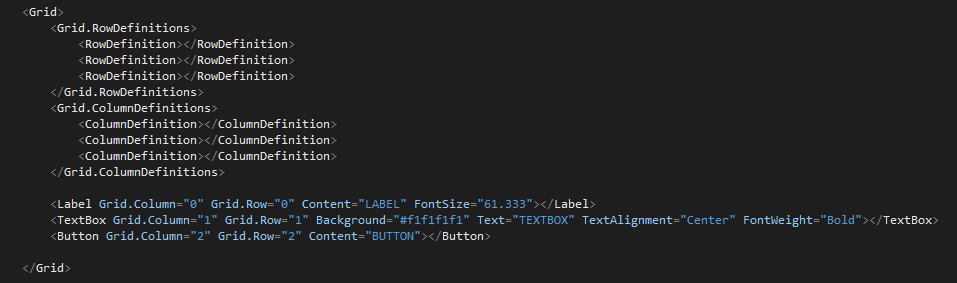 <Grid>
<Grid.RowDefinitions>
<RowDefinition></RowDefinition>
<RowDefinition></RowDefinition>
<RowDefinition></RowDefinition>
</Grid.RowDefinitions>
<Grid.ColumnDefinitions>
<ColumnDefinition></ColumnDefinition>
<ColumnDefinition></ColumnDefinition>
<ColumnDefinition></ColumnDefinition>
</Grid.ColumnDefinitions>
<Label Grid.Column="0" Grid.Row="0" Content="LABEL" FontSize="61.333"></Label>
<TextBox Grid.Column="1" Grid.Row="1" Background="#f1f1f1f1" Text="TEXTBOX" TextAlignment="Center" FontWeight="Bold"></TextBox>
<Button Grid.Column="2" Grid.Row="2" Content="BUTTON"></Button>
</Grid>